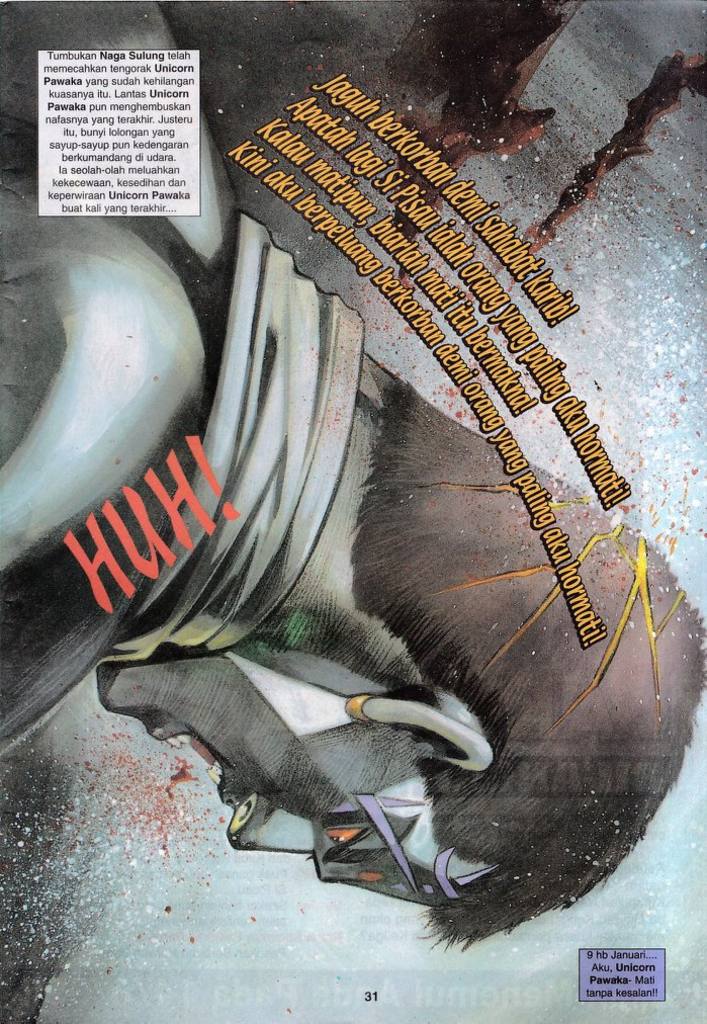 Tumbukan Naga Sulung telah
memecahkan tengorak Unicorn
Pawaka yang sudah kehilangan
kuasanya itu. Lantas Unicorn
Pawaka pun menghembuskan
nafasnya yang terakhir. Justeru
itu, bunyi lolongan yang
sayup-sayup pun kedengaran
berkumandang di udara.
Ia seolah-olah meluahkan
kekecewaan, kesedihan dan
keperwiraan Unicorn Pawaka
buat kali yang terakhir....
Jaguh berkorban demi sahabat karib!
Apatah lagi Si Pisau ialah orang yang paling aku hormati!
Kalau matipun, biarlah mati itu bermakna!
Kini aku berpeluang berkorban demi orang yang paling aku hormati!
HUH!
9 hb Januari....
Aku, Unicorn
Pawaka- Mati
tanpa kesalan!!
31